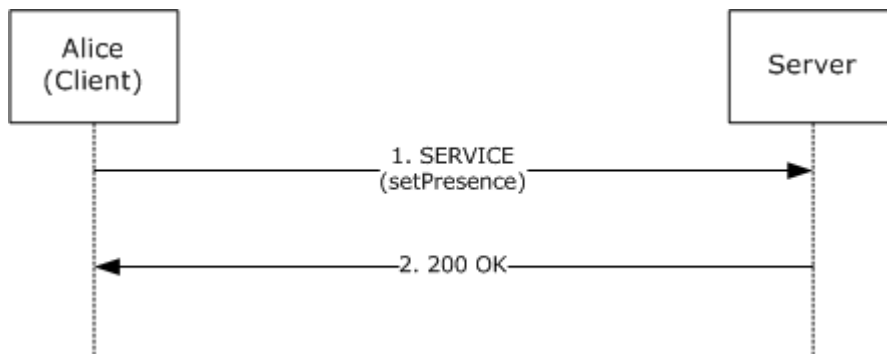 Alice
(Client)
Server
1. SERVICE
(setPresence)
2. 200 OK